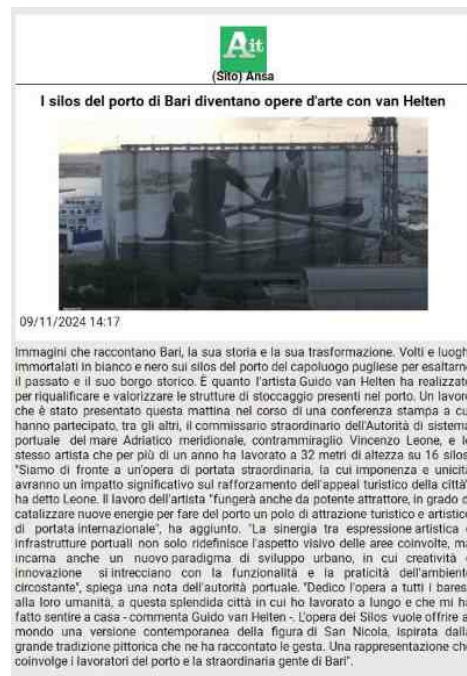 Ait
(Sito) Ansa
I silos del porto di Bari diventano opere d'arte con van Helten
09/11/2024 14:17
Immagini che raccontano Bari, la sua storia e la sua trasformazione. Volti e luogh
immortalati in bianco e nero sui silos del porto del capoluogo pugliese per esaltarne
il passato e il suo borgo storico. È quanto l'artista Guido van Helten ha realizzato
per riqualificare e valorizzare le strutture di stoccaggio presenti nel porto. Un lavoro
che è stato presentato questa mattina nel corso di una conferenza stampa a cu
hanno partecipato, tra gli altri, il commissario straordinario dell'Autorità di sistema
portuale del mare Adriatico meridionale, contrammiraglio Vincenzo Leone, e lo
stesso artista che per più di un anno ha lavorato a 32 metri di altezza su 16 silos
"Siamo di fronte a un'opera di portata straordinaria, la cui imponenza e unicità
avranno un impatto significativo sul rafforzamento dell'appeal turistico della città"
ha detto Leone. Il lavoro dell'artista "fungerà anche da potente attrattore, in grado d
catalizzare nuove energie per fare del porto un polo di attrazione turistico e artistico
di portata internazionale", ha aggiunto. "La sinergia tra espressione artistica
infrastrutture portuali non solo ridefinisce l'aspetto visivo delle aree coinvolte, ma
incarna anche un nuovo paradigma di sviluppo urbano, in cui creatività
innovazione si intrecciano con la funzionalità e la praticità dell'ambiente
circostante", spiega una nota dell'autorità portuale. "Dedico l'opera a tutti i bares
alla loro umanità, a questa splendida città in cui ho lavorato a lungo e che mi ha
fatto sentire a casa - commenta Guido van Helten -. L'opera dei Silos vuole offrire a
mondo una versione contemporanea della figura di San Nicola, ispirata dalla
grande tradizione pittorica che ne ha raccontato le gesta. Una rappresentazione che
coinvolge i lavoratori del porto e la straordinaria gente di Bari".